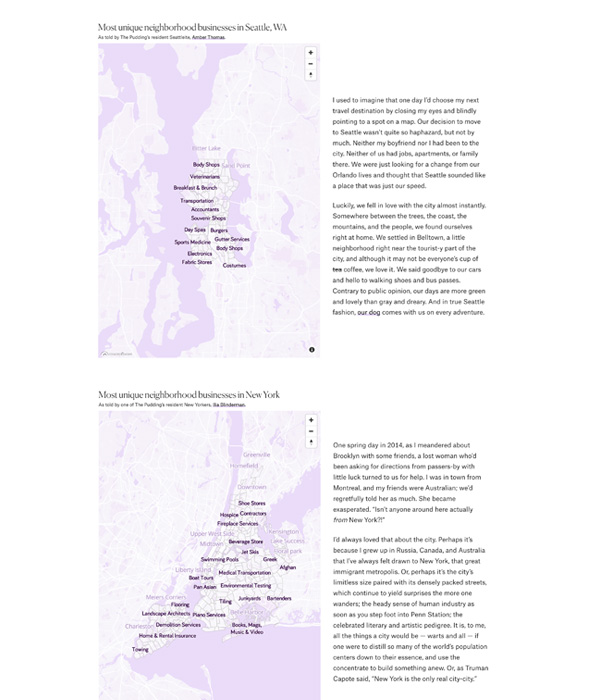 Most unique neighborhood businesses in Seattle, WA
As told by The Pudding's resident Seattleite, Amber Thomas.
+
−
Bitter Lake
Body Shops
Sand Point
Veterinarians
Breakfast & Brunch
Transportation
Accountants
Souvenir Shops
Day Spas
Burgers
Gutter Services
Sports Medicine
Body Shops
Electronics
Fabric Stores
Costumes
I used to imagine that one day I'd choose my next
travel destination by closing my eyes and blindly
pointing to a spot on a map. Our decision to move
to Seattle wasn't quite so haphazard, but not by
much. Neither my boyfriend nor I had been to the
city. Neither of us had jobs, apartments, or family
there. We were just looking for a change from our
Orlando lives and thought that Seattle sounded like
a place that was just our speed.
Luckily, we fell in love with the city almost instantly.
Somewhere between the trees, the coast, the
mountains, and the people, we found ourselves
right at home. We settled in Belltown, a little
neighborhood right near the tourist-y part of the
city, and although it may not be everyone's cup of
tea coffee, we love it. We said goodbye to our cars
and hello to walking shoes and bus passes.
Contrary to public opinion, our days are more green
and lovely than gray and dreary. And in true Seattle
fashion, our dog comes with us on every adventure.
Most unique neighborhood businesses in New York
As told by one of The Pudding's resident New Yorkers, Ilia Blinderman.
+
−
Greenville
Homefield
Downtown
Shoe Stores
Hospice
Contractors
Fireplace Services
Upper West Side
Kensington
Midtown
Beverage Store
Lake Success
Jet Skis
Floral park
Swimming Pools
Greek
Liberty Island
Medical Transportation
Afghan
Boat Tours
Pan Asian
Environmental Testing
Meiers Corners
Tiling
Junkyards
Bartenders
Flooring
Landscape Architects
Piano Services
Belle Harbor
Charleston
Demolition Services
Books, Mags,
Music & Video
Home & Rental Insurance
Towing
One spring day in 2014, as I meandered about
Brooklyn with some friends, a lost woman who'd
been asking for directions from passers-by with
little luck turned to us for help. I was in town from
Montreal, and my friends were Australian; we'd
regretfully told her as much. She became
exasperated. "Isn't anyone around here actually
from New York?!"
I'd always loved that about the city. Perhaps it's
because I grew up in Russia, Canada, and Australia
that I've always felt drawn to New York, that great
immigrant metropolis. Or, perhaps it's the city's
limitless size paired with its densely packed streets,
which continue to yield surprises the more one
wanders; the heady sense of human industry as
soon as you step foot into Penn Station; the
celebrated literary and artistic pedigree. It is, to me,
all the things a city would be — warts and all — if
one were to distill so many of the world's population
centers down to their essence, and use the
concentrate to build something anew. Or, as Truman
Capote said, "New York is the only real city-city."